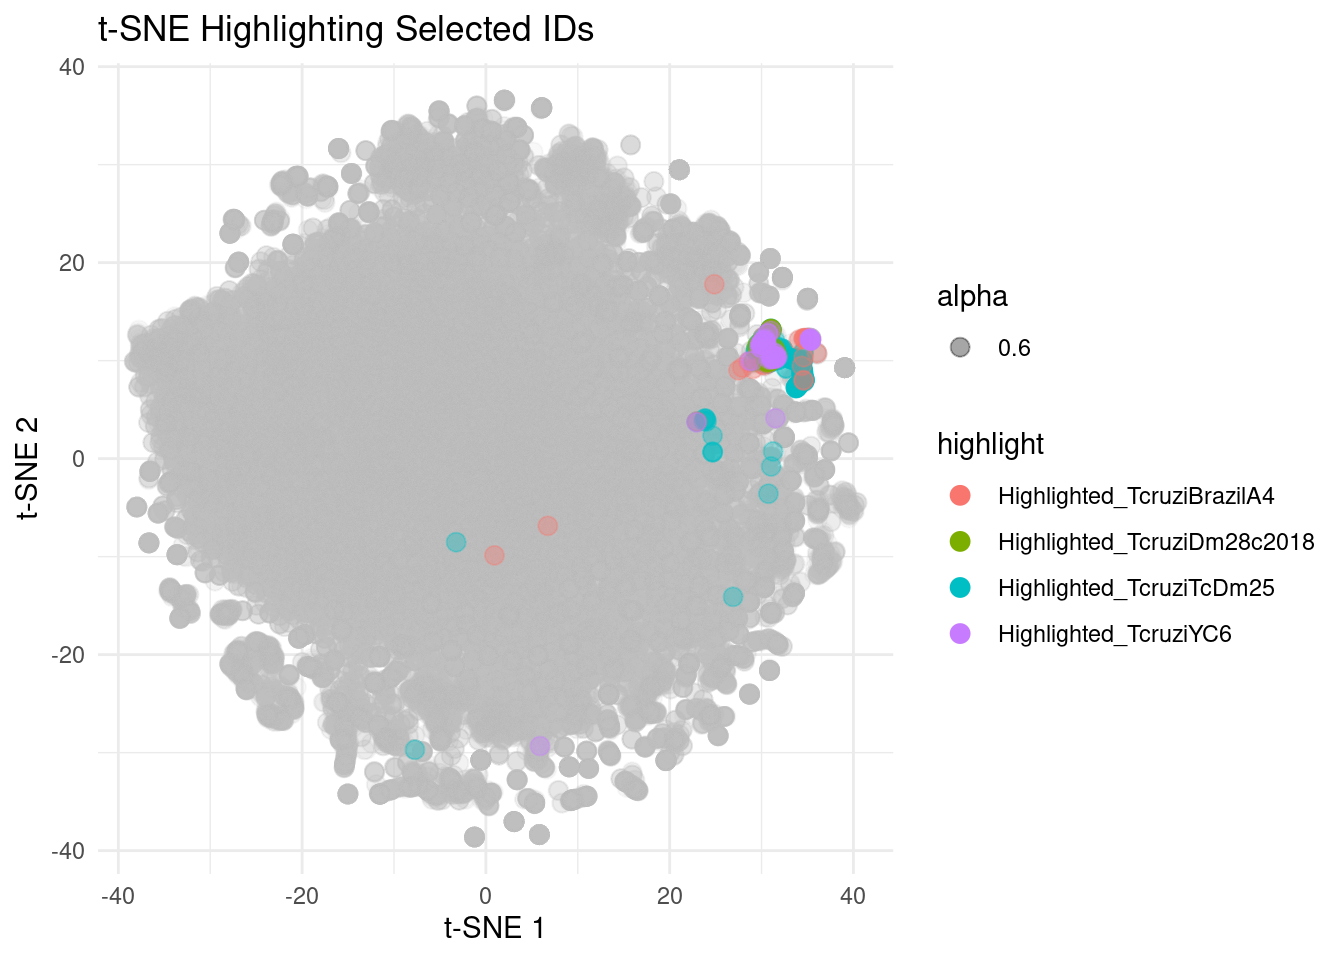 t-SNE Highlighting Selected IDs
40
20
0
-20
-40
t-SNE 2
-40
-20
0
20
40
t-SNE 1
alpha
0.6
highlight
Highlighted_TcruziBrazilA4
Highlighted_TcruziDm28c2018
Highlighted_TcruziTcDm25
Highlighted_TcruziYC6